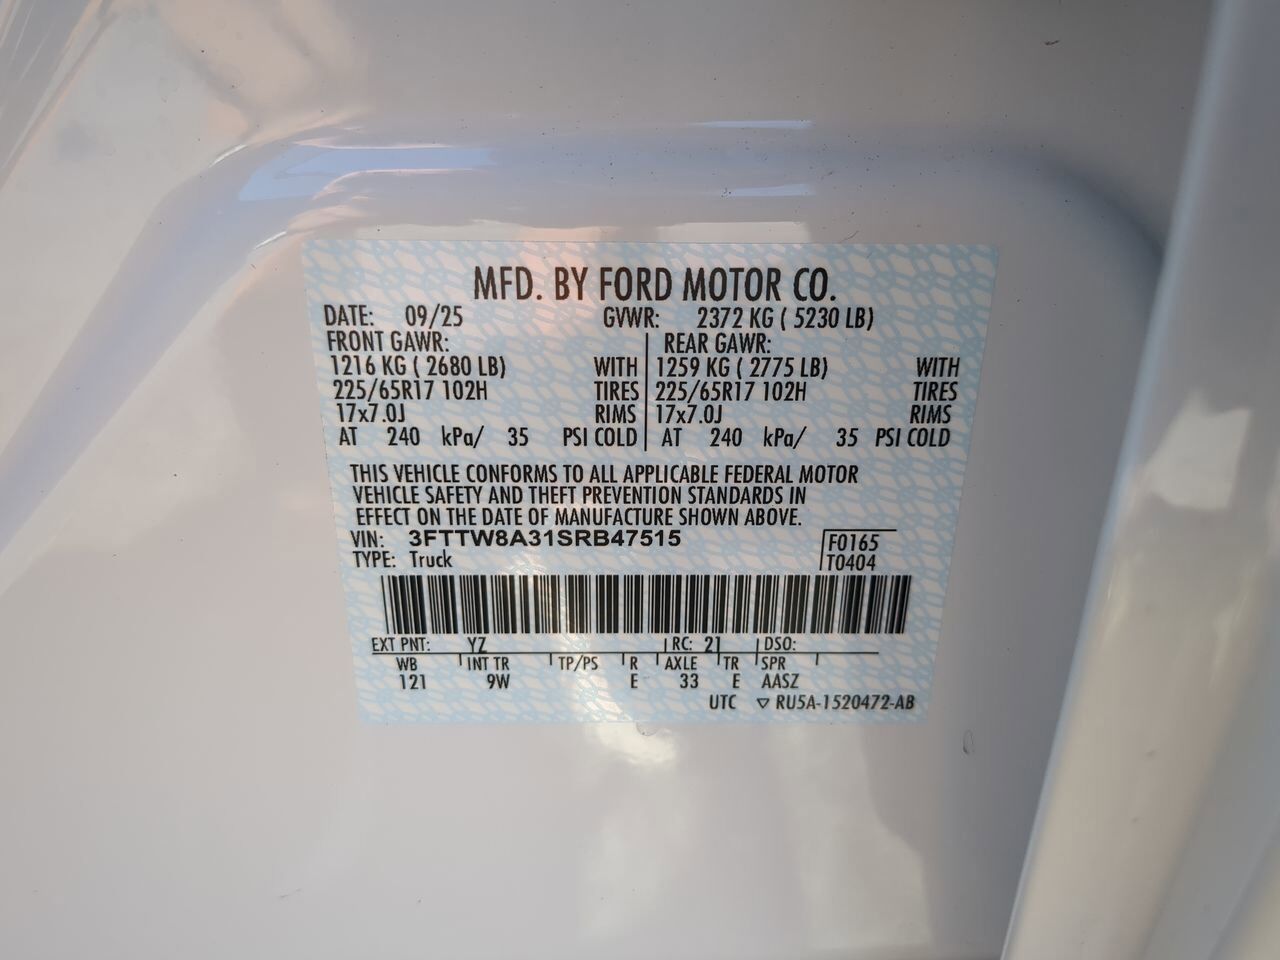 MFD. BY FORD MOTOR CO.
DATE: 09/25 GVWR: 2372 KG ( 5230 LB)
FRONT GAWR: REAR GAWR:
1216 KG ( 2680 LB) WITH 1259 KG ( 2775 LB) WITH
225/65R17 102H TIRES 225/65R17 102H TIRES
17x7.0J RIMS 17x7.0J RIMS
AT 240 kPa/ 35 PSI COLD AT 240 kPa/ 35 PSI COLD
THIS VEHICLE CONFORMS TO ALL APPLICABLE FEDERAL MOTOR
VEHICLE SAFETY AND THEFT PREVENTION STANDARDS IN
EFFECT ON THE DATE OF MANUFACTURE SHOWN ABOVE.
VIN: 3FTTW8A31SRB47515 F0165
TYPE: Truck T0404
EXT PNT: YZ RC: 21 DSO:
WB INT TR TP/PS R AXLE TR SPR
121 9W E 33 E AASZ
UTC ▽ RU5A-1520472-AB